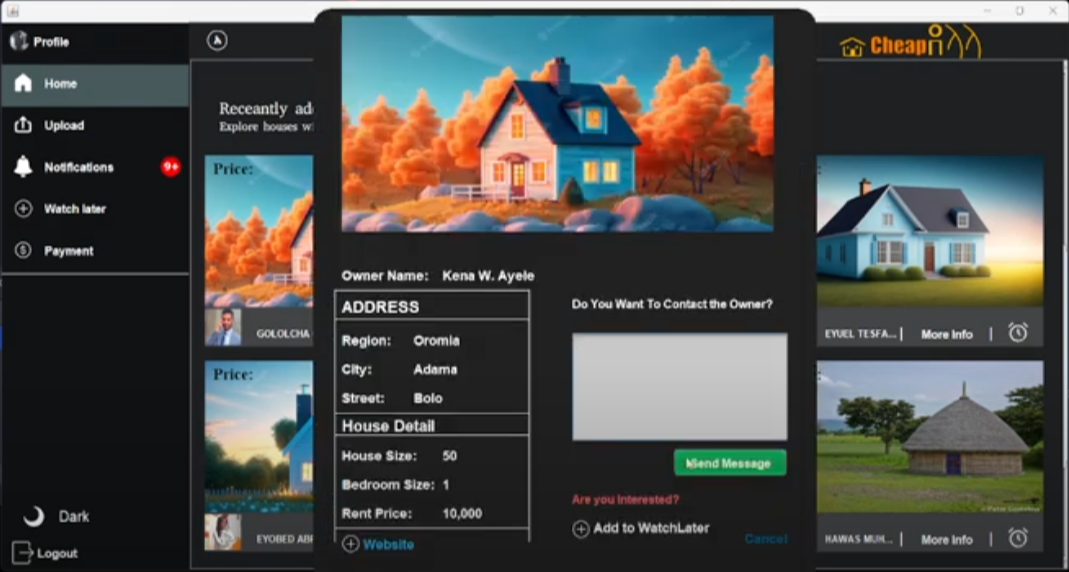 Profile
Home
Upload
Notifications
9+
Watch later
Payment
Dark
Logout
Cheap
Receantly ad
Explore houses wi
Price:
GOLOLCHA
Price:
EYOBED ABR
Owner Name: Kena W. Ayele
ADDRESS
Region: Oromia
City: Adama
Street: Bolo
House Detail
House Size: 50
Bedroom Size: 1
Rent Price: 10,000
Website
Do You Want To Contact the Owner?
Send Message
Are you Interested?
Add to WatchLater
Cancel
EYUEL TESFA... | More Info |
HAWAS MUH... | More Info |